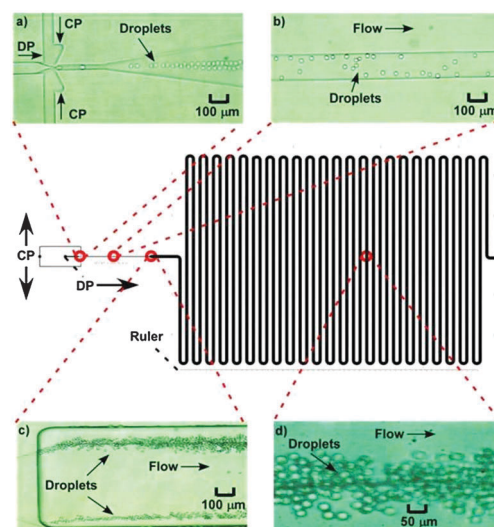 a) CP
DP
Droplets
CP
100 μm
b) Flow
Droplets
100 μm
CP
DP
Ruler
c)
Droplets
Flow
100 μm
d) Flow
Droplets
50 μm